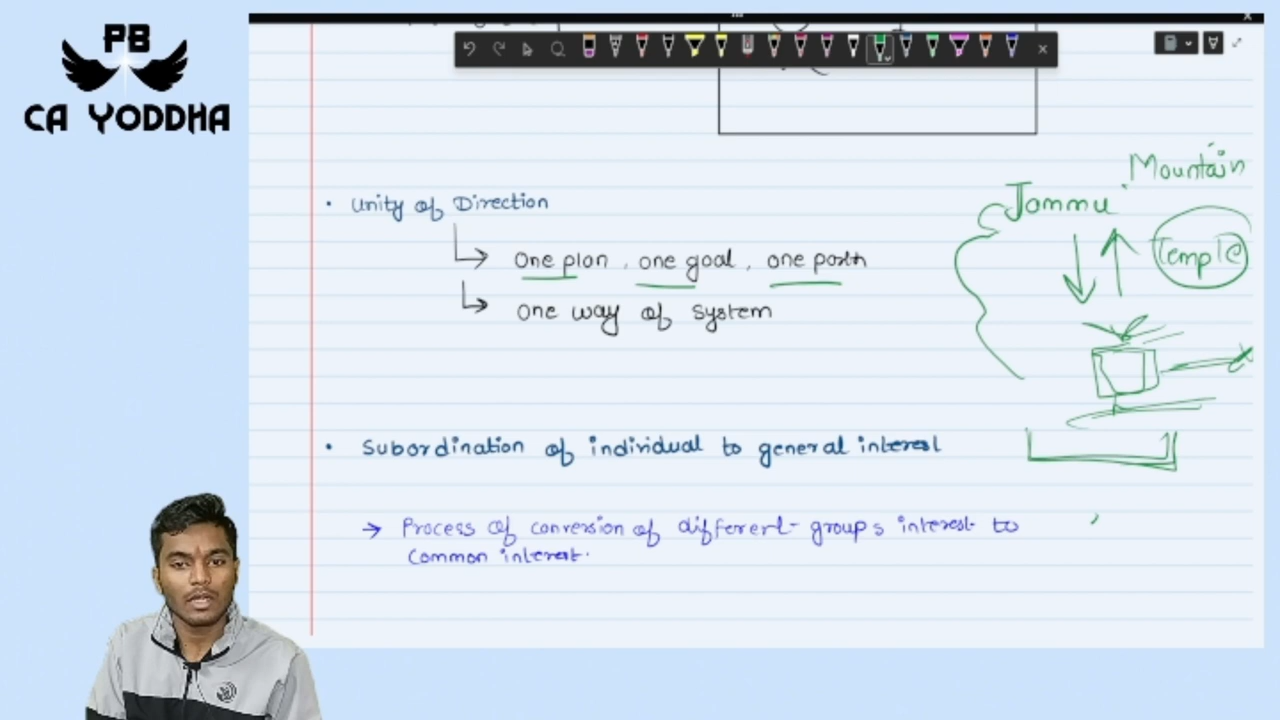 PB
CA YODDHA
Mountain
Jammu
• Unity of Direction
Temple
One plan, one goal, one path
One way of System
• Subordination of individual to general interest
→ Process of conversion of different groups interest to
Common interest.